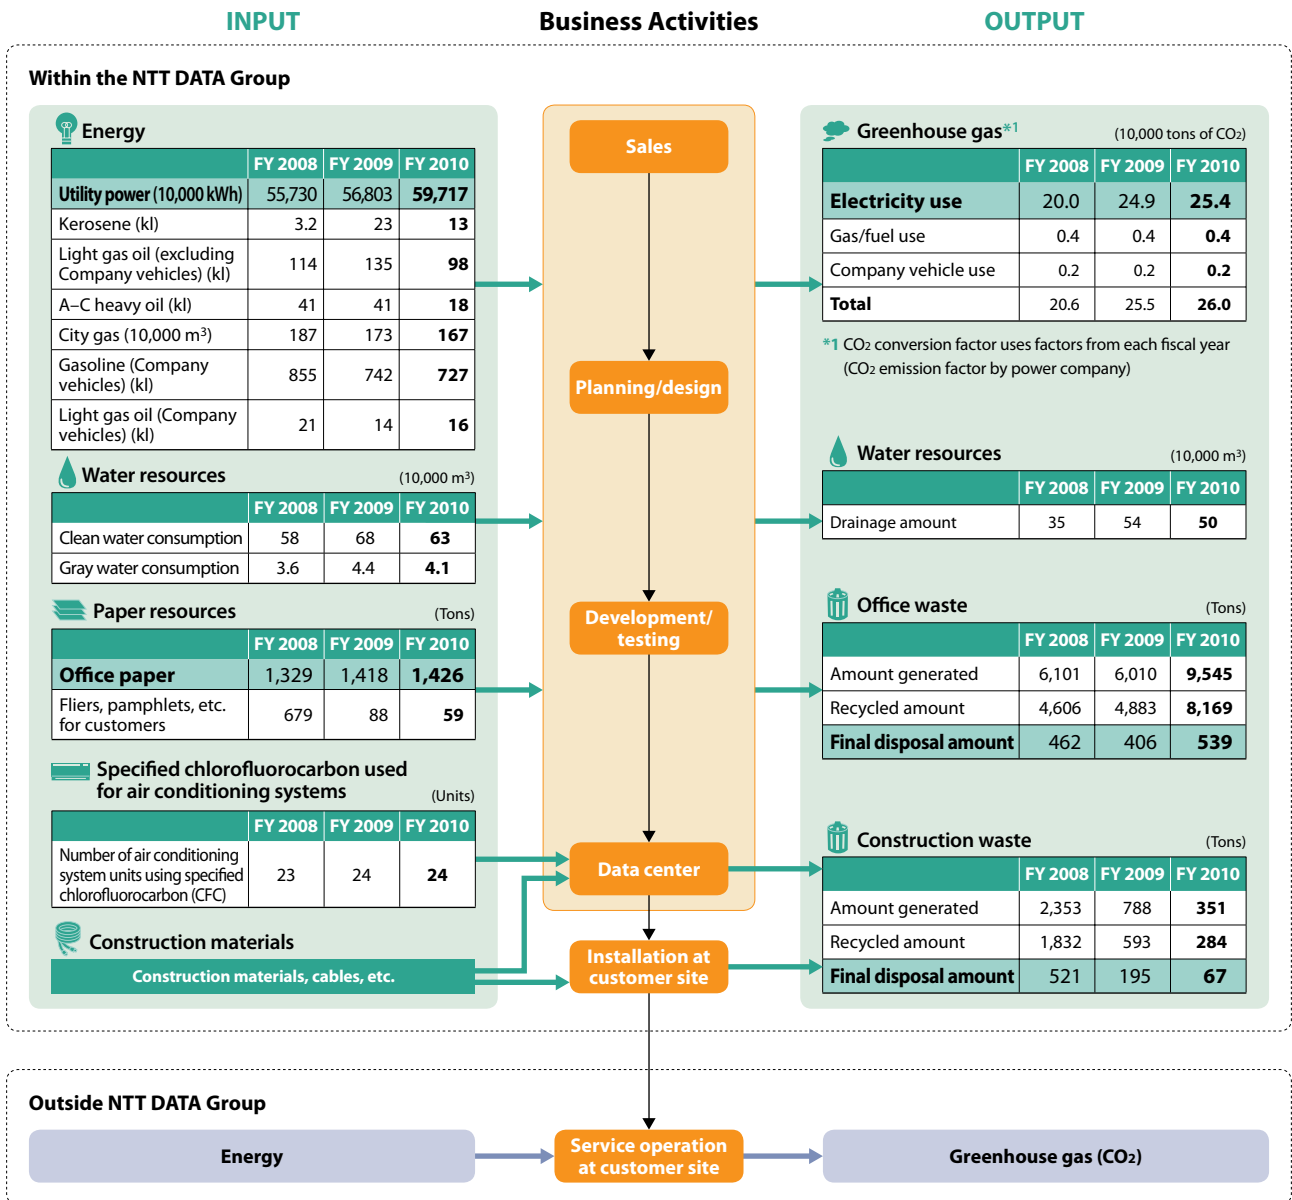 INPUT
Business Activities
OUTPUT
Within the NTT DATA Group
Energy
FY 2008 FY 2009 FY 2010
Utility power (10,000 kWh) 55,730 56,803 59,717
Kerosene (kl) 3.2 23 13
Light gas oil (excluding
Company vehicles) (kl) 114 135 98
A–C heavy oil (kl) 41 41 18
City gas (10,000 m³) 187 173 167
Gasoline (Company
vehicles) (kl) 855 742 727
Light gas oil (Company
vehicles) (kl) 21 14 16
Water resources (10,000 m³)
FY 2008 FY 2009 FY 2010
Clean water consumption 58 68 63
Gray water consumption 3.6 4.4 4.1
Paper resources (Tons)
FY 2008 FY 2009 FY 2010
Office paper 1,329 1,418 1,426
Fliers, pamphlets, etc.
for customers 679 88 59
Specified chlorofluorocarbon used
for air conditioning systems (Units)
FY 2008 FY 2009 FY 2010
Number of air conditioning
system units using specified
chlorofluorocarbon (CFC) 23 24 24
Construction materials
Construction materials, cables, etc.
Sales
Planning/design
Development/
testing
Data center
Installation at
customer site
Greenhouse gas*1 (10,000 tons of CO2)
FY 2008 FY 2009 FY 2010
Electricity use 20.0 24.9 25.4
Gas/fuel use 0.4 0.4 0.4
Company vehicle use 0.2 0.2 0.2
Total 20.6 25.5 26.0
*1 CO2 conversion factor uses factors from each fiscal year
(CO2 emission factor by power company)
Water resources (10,000 m³)
FY 2008 FY 2009 FY 2010
Drainage amount 35 54 50
Office waste (Tons)
FY 2008 FY 2009 FY 2010
Amount generated 6,101 6,010 9,545
Recycled amount 4,606 4,883 8,169
Final disposal amount 462 406 539
Construction waste (Tons)
FY 2008 FY 2009 FY 2010
Amount generated 2,353 788 351
Recycled amount 1,832 593 284
Final disposal amount 521 195 67
Outside NTT DATA Group
Energy
Service operation
at customer site
Greenhouse gas (CO2)